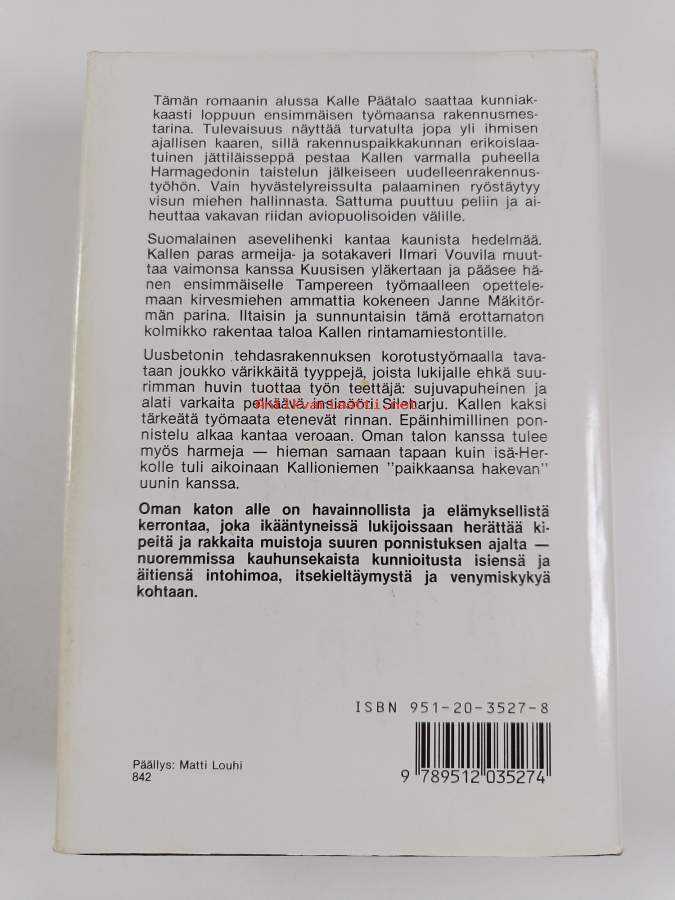 Tämän romaanin alussa Kalle Päätalo saattaa kunniak-
kaasti loppuun ensimmäisen työmaansa rakennusmes-
tarina. Tulevaisuus näyttää turvatulta jopa yli ihmisen
ajallisen kaaren, sillä rakennuspaikkakunnan erikoislaa-
tuinen jättiläisseppä pestaa Kallen varmalla puheella
Harmagedonin taistelun jälkeiseen uudelleenrakennus-
työhön. Vain hyvästelyreissulta palaaminen ryöstäytyy
visun miehen hallinnasta. Sattuma puuttuu peliin ja ai-
heuttaa vakavan riidan aviopuolisoiden välille.
Suomalainen asevelihenki kantaa kaunista hedelmää.
Kallen paras armeija- ja sotakaveri Ilmari Vouvila muut-
taa vaimonsa kanssa Kuusisen yläkertaan ja pääsee hä-
nen ensimmäiselle Tampereen työmaalleen opettele-
maan kirvesmiehen ammattia kokeneen Janne Mäkitör-
män parina. Iltaisin ja sunnuntaisin tämä erottamaton
kolmikko rakentaa taloa Kallen rintamamiestontille.
Uusbetonin tehdasrakennuksen korotustyömaalla tava-
taan joukko värikkäitä tyyppejä, joista lukijalle ehkä suu-
rimman huvin tuottaa työn teettäjä: sujuvapuheinen ja
alati varkaita pelkäävä insinööri Siloharju. Kallen kaksi
tärkeätä työmaata etenevät rinnan. Epäinhimillinen pon-
nistelu alkaa kantaa veroaan. Oman talon kanssa tulee
myös harmeja — hieman samaan tapaan kuin isä-Her-
kolle tuli aikoinaan Kallioniemen ”paikkaansa hakevan”
uunin kanssa.
Oman katon alle on havainnollista ja elämyksellistä
kerrontaa, joka ikääntyneissä lukijoissaan herättää ki-
peitä ja rakkaita muistoja suuren ponnistuksen ajalta —
nuoremmissa kauhunsekaista kunnioitusta isiensä ja
äitiensä intohimoa, itsekieltäymystä ja venymiskykyä
kohtaan.
ISBN 951-20-3527-8
Päällys: Matti Louhi
842
9 789512 035274